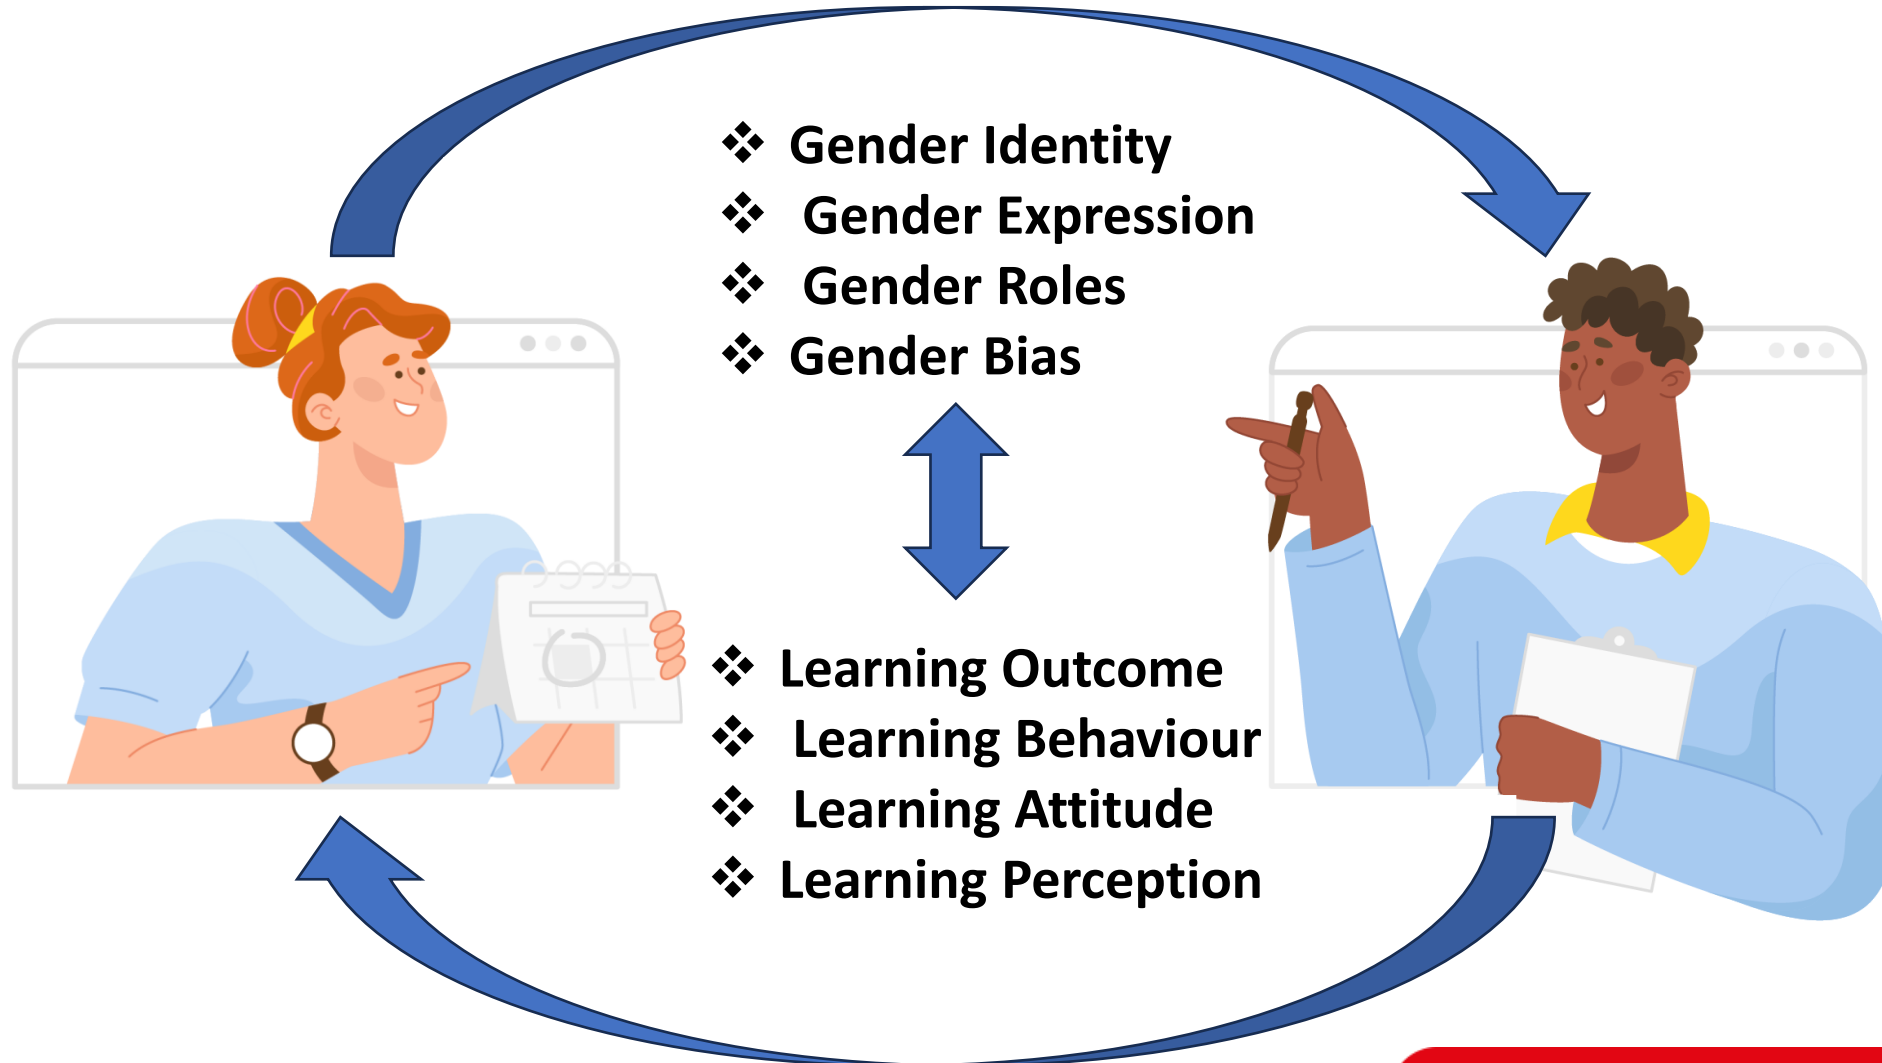 ❖ Gender Identity
❖ Gender Expression
❖ Gender Roles
❖ Gender Bias
❖ Learning Outcome
❖ Learning Behaviour
❖ Learning Attitude
❖ Learning Perception